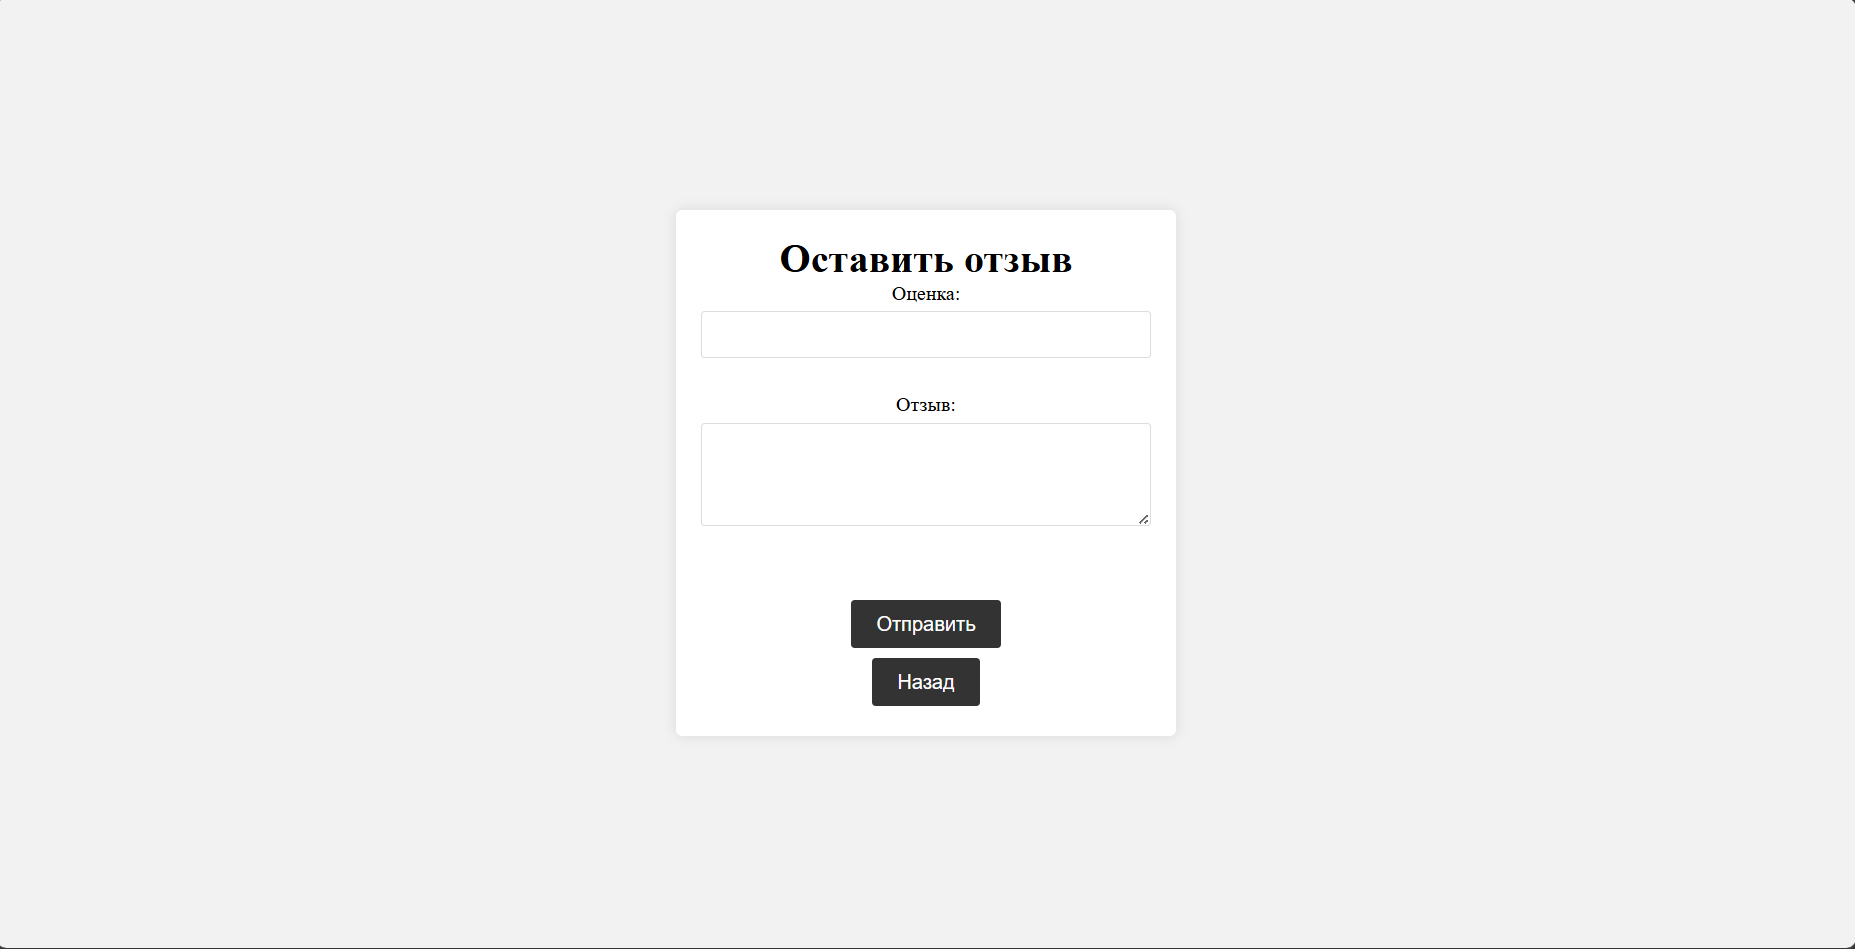 Оставить отзыв
Оценка:
Отзыв:
Отправить
Назад